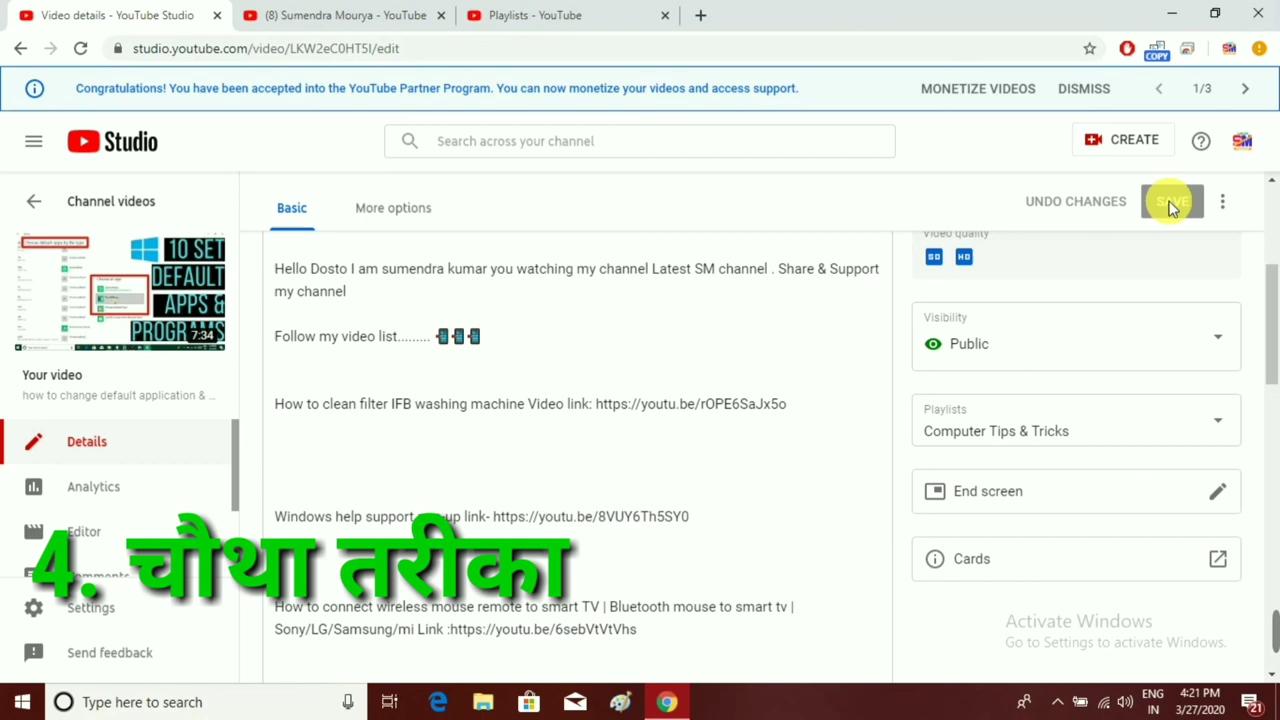 Video details - YouTube Studio
(8) Sumendra Mourya - YouTube
Playlists - YouTube
studio.youtube.com/video/LKW2eC0HT5I/edit
COPY
Congratulations! You have been accepted into the YouTube Partner Program. You can now monetize your videos and access support.
MONETIZE VIDEOS
DISMISS
1/3
Studio
Search across your channel
CREATE
Channel videos
Basic
More options
UNDO CHANGES
SAVE
10 SET
DEFAULT
APPS &
PROGRAMS
7:34
Your video
how to change default application & ...
Details
Analytics
Editor
Comments
Settings
Send feedback
Hello Dosto I am sumendra kumar you watching my channel Latest SM channel . Share & Support
my channel
Follow my video list.........
How to clean filter IFB washing machine Video link: https://youtu.be/rOPE6SaJx5o
Windows help support pop-up link- https://youtu.be/8VUY6Th5SY0
How to connect wireless mouse remote to smart TV | Bluetooth mouse to smart tv |
Sony/LG/Samsung/mi Link :https://youtu.be/6sebVtVtVhs
4. चौथा तरीका
Video quality
SD
HD
Visibility
Public
Playlists
Computer Tips & Tricks
End screen
Cards
Activate Windows
Go to Settings to activate Windows.
Type here to search
ENG
IN
4:21 PM
3/27/2020
21